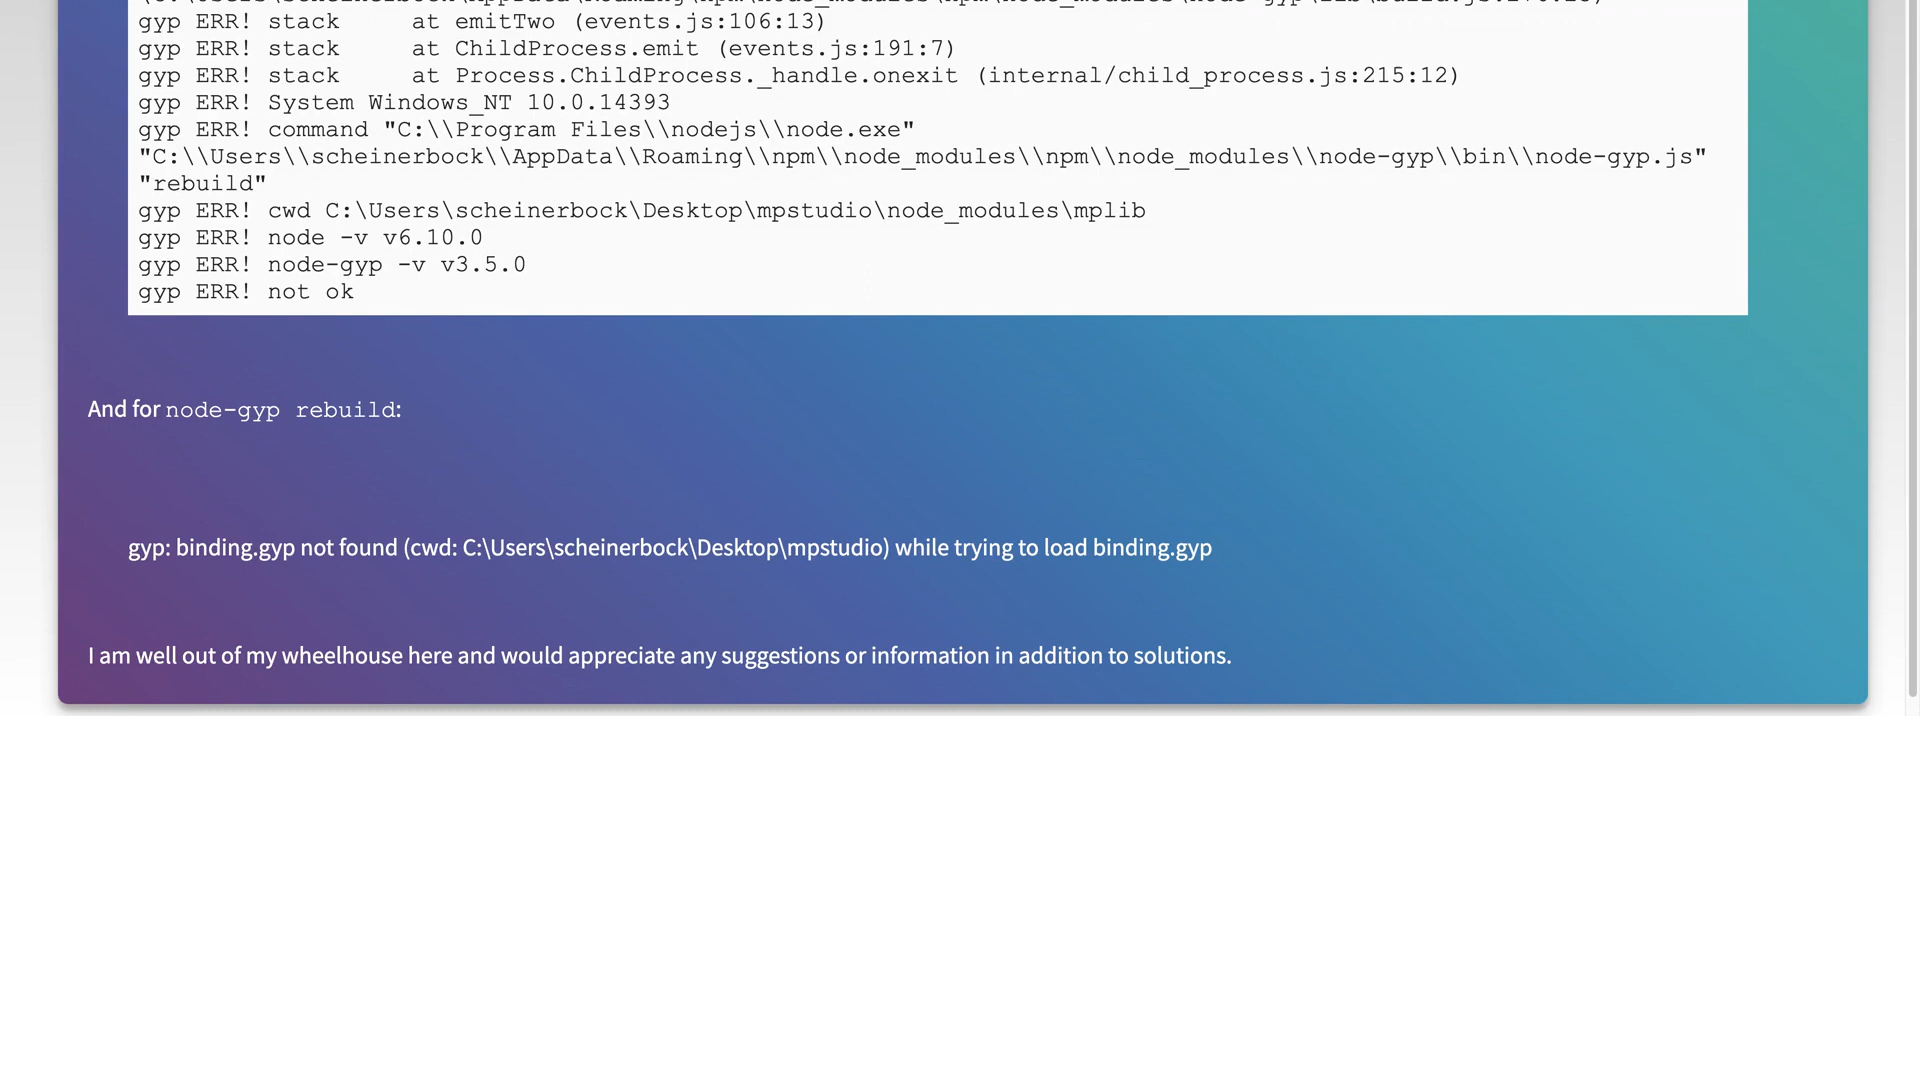 gyp ERR! stack     at emitTwo (events.js:106:13)
gyp ERR! stack     at ChildProcess.emit (events.js:191:7)
gyp ERR! stack     at Process.ChildProcess._handle.onexit (internal/child_process.js:215:12)
gyp ERR! System Windows_NT 10.0.14393
gyp ERR! command "C:\\Program Files\\nodejs\\node.exe"
"C:\\Users\\scheinerbock\\AppData\\Roaming\\npm\\node_modules\\npm\\node_modules\\node-gyp\\bin\\node-gyp.js"
"rebuild"
gyp ERR! cwd C:\Users\scheinerbock\Desktop\mpstudio\node_modules\mplib
gyp ERR! node -v v6.10.0
gyp ERR! node-gyp -v v3.5.0
gyp ERR! not ok
And for node-gyp rebuild:
gyp: binding.gyp not found (cwd: C:\Users\scheinerbock\Desktop\mpstudio) while trying to load binding.gyp
I am well out of my wheelhouse here and would appreciate any suggestions or information in addition to solutions.